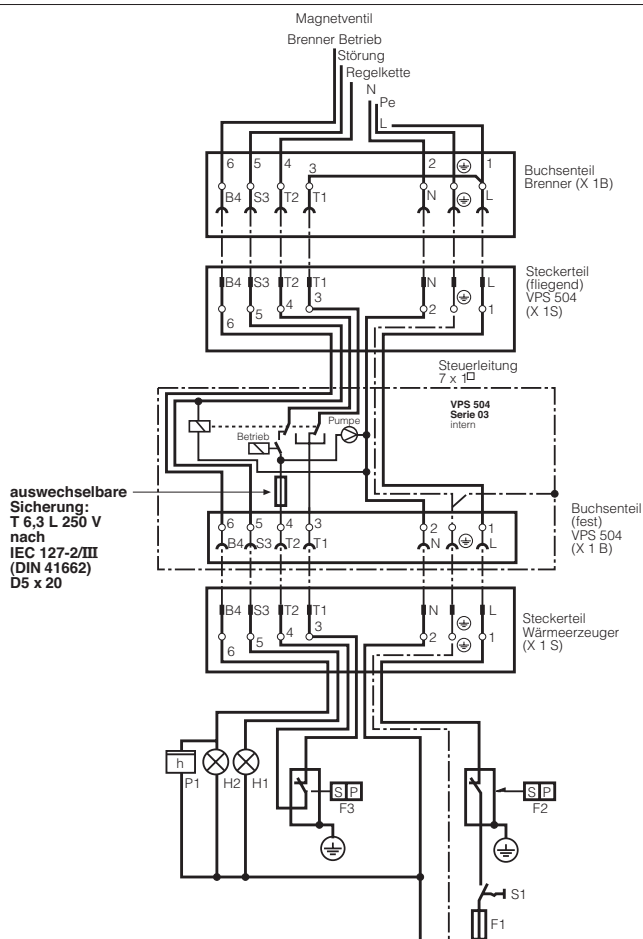 Magnetventil
Brenner Betrieb
Störung
Regelkette
N
Pe
L
6 5 4 3 2 1
B4 S3 T2 T1 N L
Buchsenteil
Brenner (X 1B)
B4 S3 T2 T1 N L
6 5 4 3 2 1
Steckerteil
(fliegend)
VPS 504
(X 1S)
Steuerleitung
7 x 1□
VPS 504
Serie 03
intern
Betrieb
Pumpe
auswechselbare
Sicherung:
T 6,3 L 250 V
nach
IEC 127-2/III
(DIN 41662)
D5 x 20
6 5 4 3 2 1
B4 S3 T2 T1 N L
Buchsenteil
(fest)
VPS 504
(X 1 B)
B4 S3 T2 T1 N L
6 5 4 3 2 1
Steckerteil
Wärmeerzeuger
(X 1 S)
h
P1 H2 H1
S P
F3
S P
F2
S1
F1